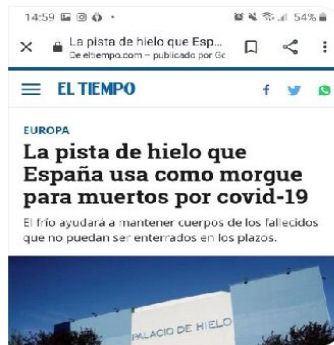 14:59
54%
La pista de hielo que Esp...
De eltiempo.com – publicado por Go
EL TIEMPO
EUROPA
La pista de hielo que
España usa como morgue
para muertos por covid-19
El frío ayudará a mantener cuerpos de los fallecidos
que no puedan ser enterrados en los plazos.
PALACIO DE HIELO